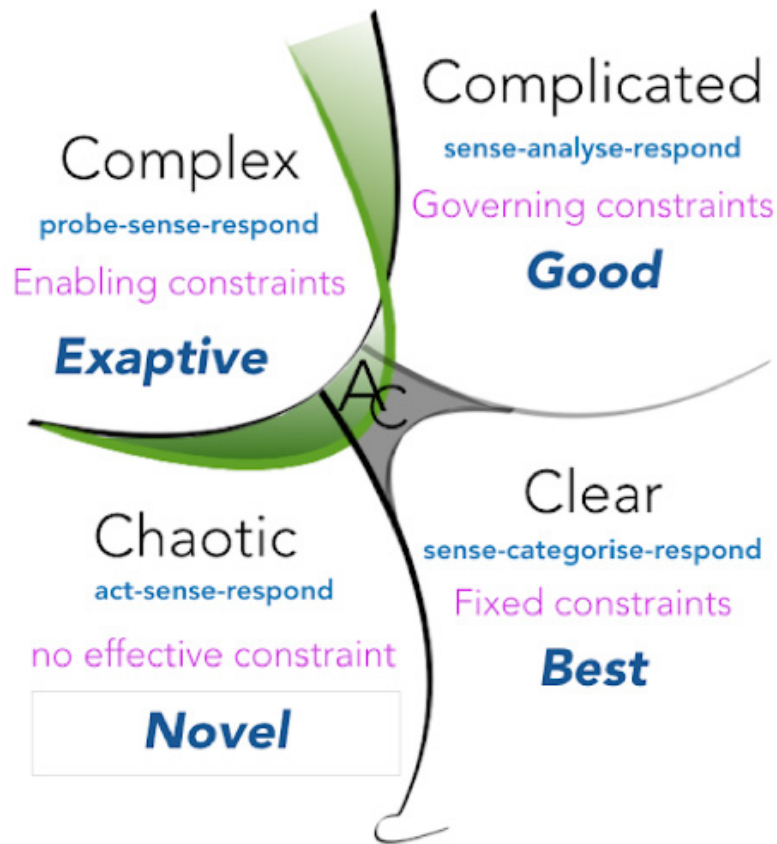 Complex
probe-sense-respond
Enabling constraints
Exaptive
Complicated
sense-analyse-respond
Governing constraints
Good
AC
Chaotic
act-sense-respond
no effective constraint
Novel
Clear
sense-categorise-respond
Fixed constraints
Best